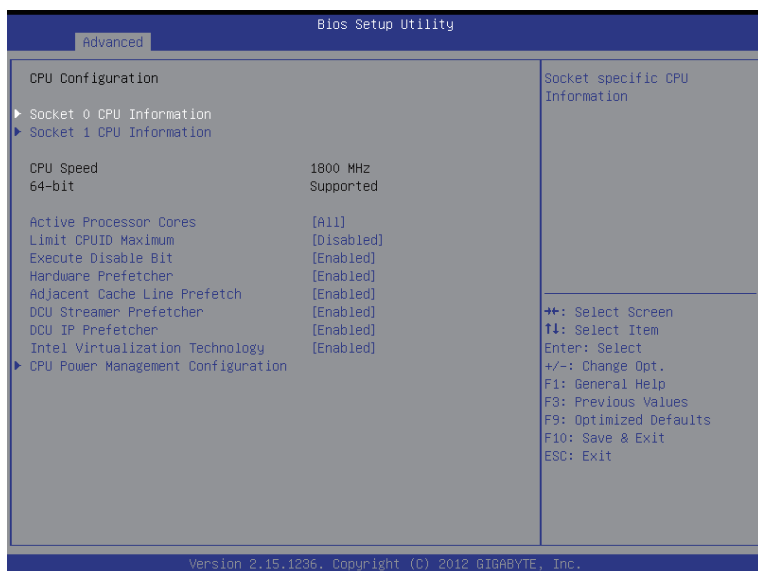 Bios Setup Utility
Advanced
CPU Configuration
Socket 0 CPU Information
Socket 1 CPU Information
CPU Speed 1800 MHz
64-bit Supported
Active Processor Cores [All]
Limit CPUID Maximum [Disabled]
Execute Disable Bit [Enabled]
Hardware Prefetcher [Enabled]
Adjacent Cache Line Prefetch [Enabled]
DCU Streamer Prefetcher [Enabled]
DCU IP Prefetcher [Enabled]
Intel Virtualization Technology [Enabled]
CPU Power Management Configuration
Socket specific CPU
Information
→←: Select Screen
↑↓: Select Item
Enter: Select
+/-: Change Opt.
F1: General Help
F3: Previous Values
F9: Optimized Defaults
F10: Save & Exit
ESC: Exit
Version 2.15.1236. Copyright (C) 2012 GIGABYTE, Inc.